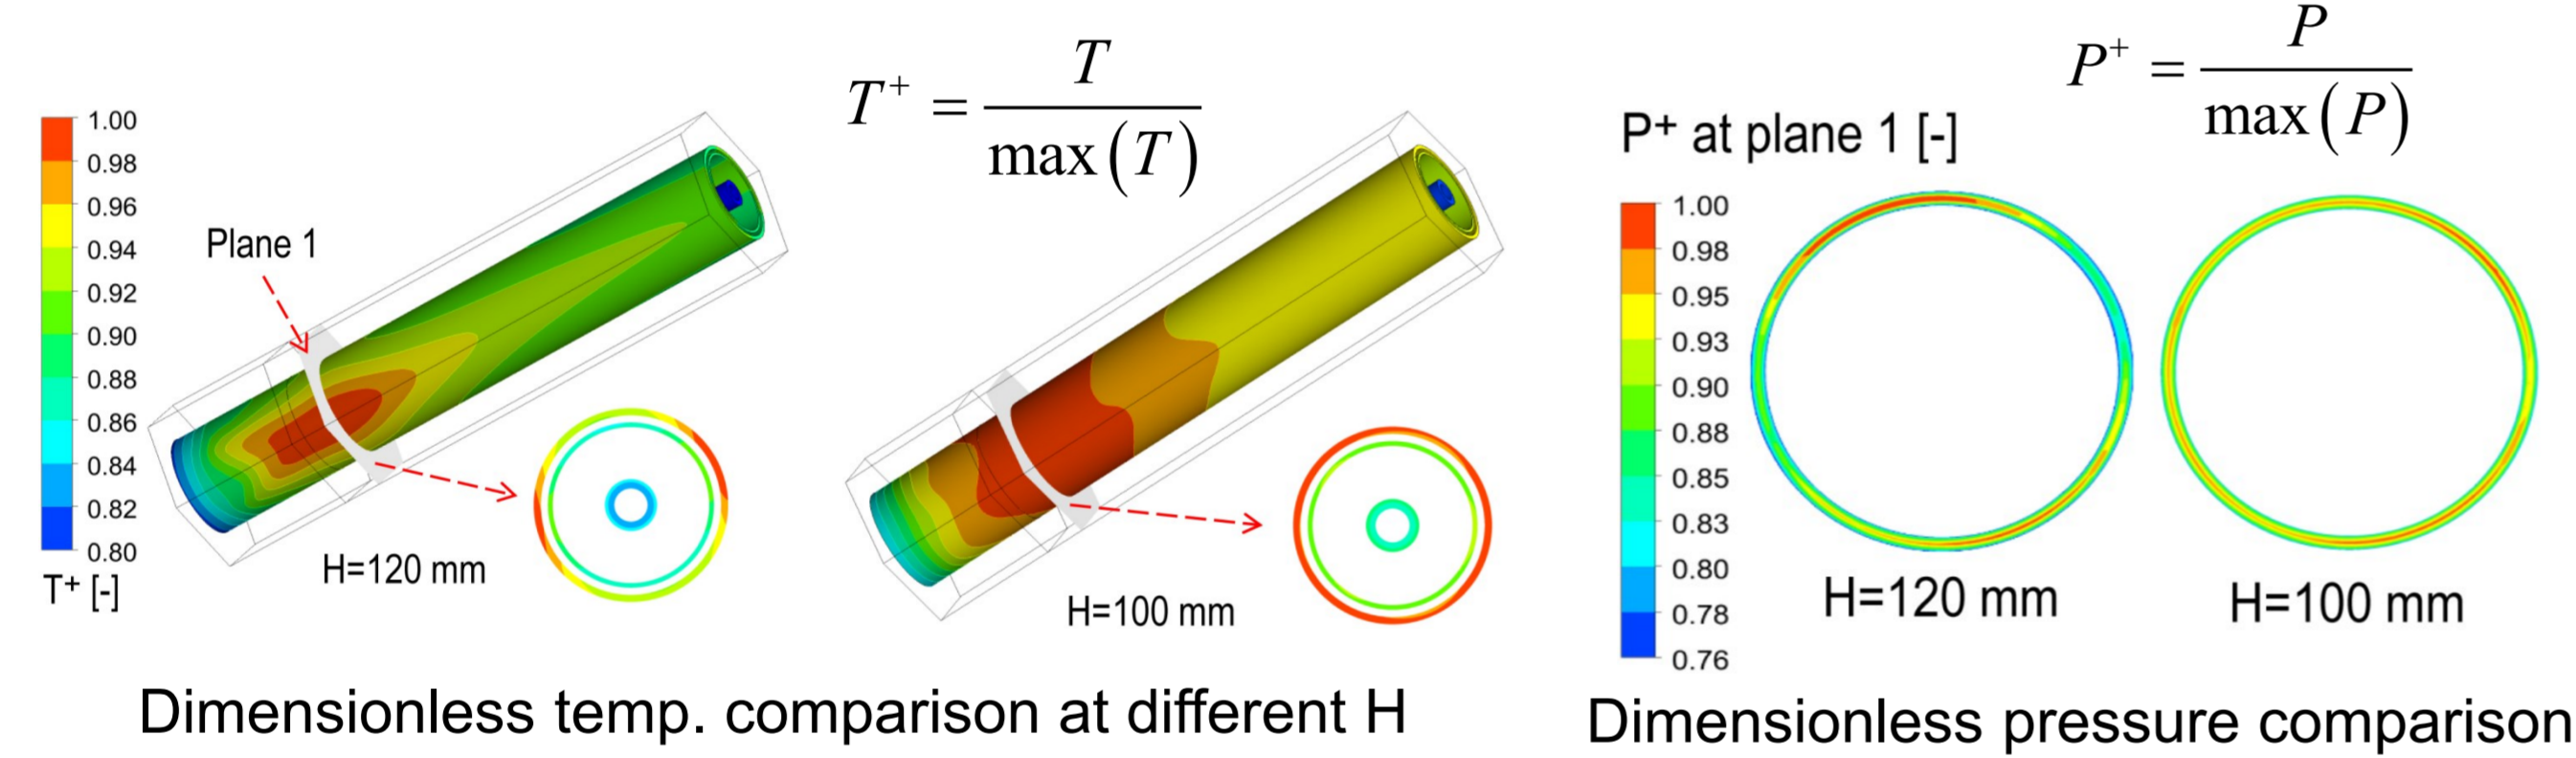 T⁺ = T / max(T)
P⁺ = P / max(P)
1.00
0.98
0.96
0.94
0.92
0.90
0.88
0.86
0.84
0.82
0.80
T⁺ [-]
Plane 1
H=120 mm
H=100 mm
Dimensionless temp. comparison at different H
P⁺ at plane 1 [-]
1.00
0.98
0.95
0.93
0.90
0.88
0.85
0.83
0.80
0.78
0.76
H=120 mm
H=100 mm
Dimensionless pressure comparison